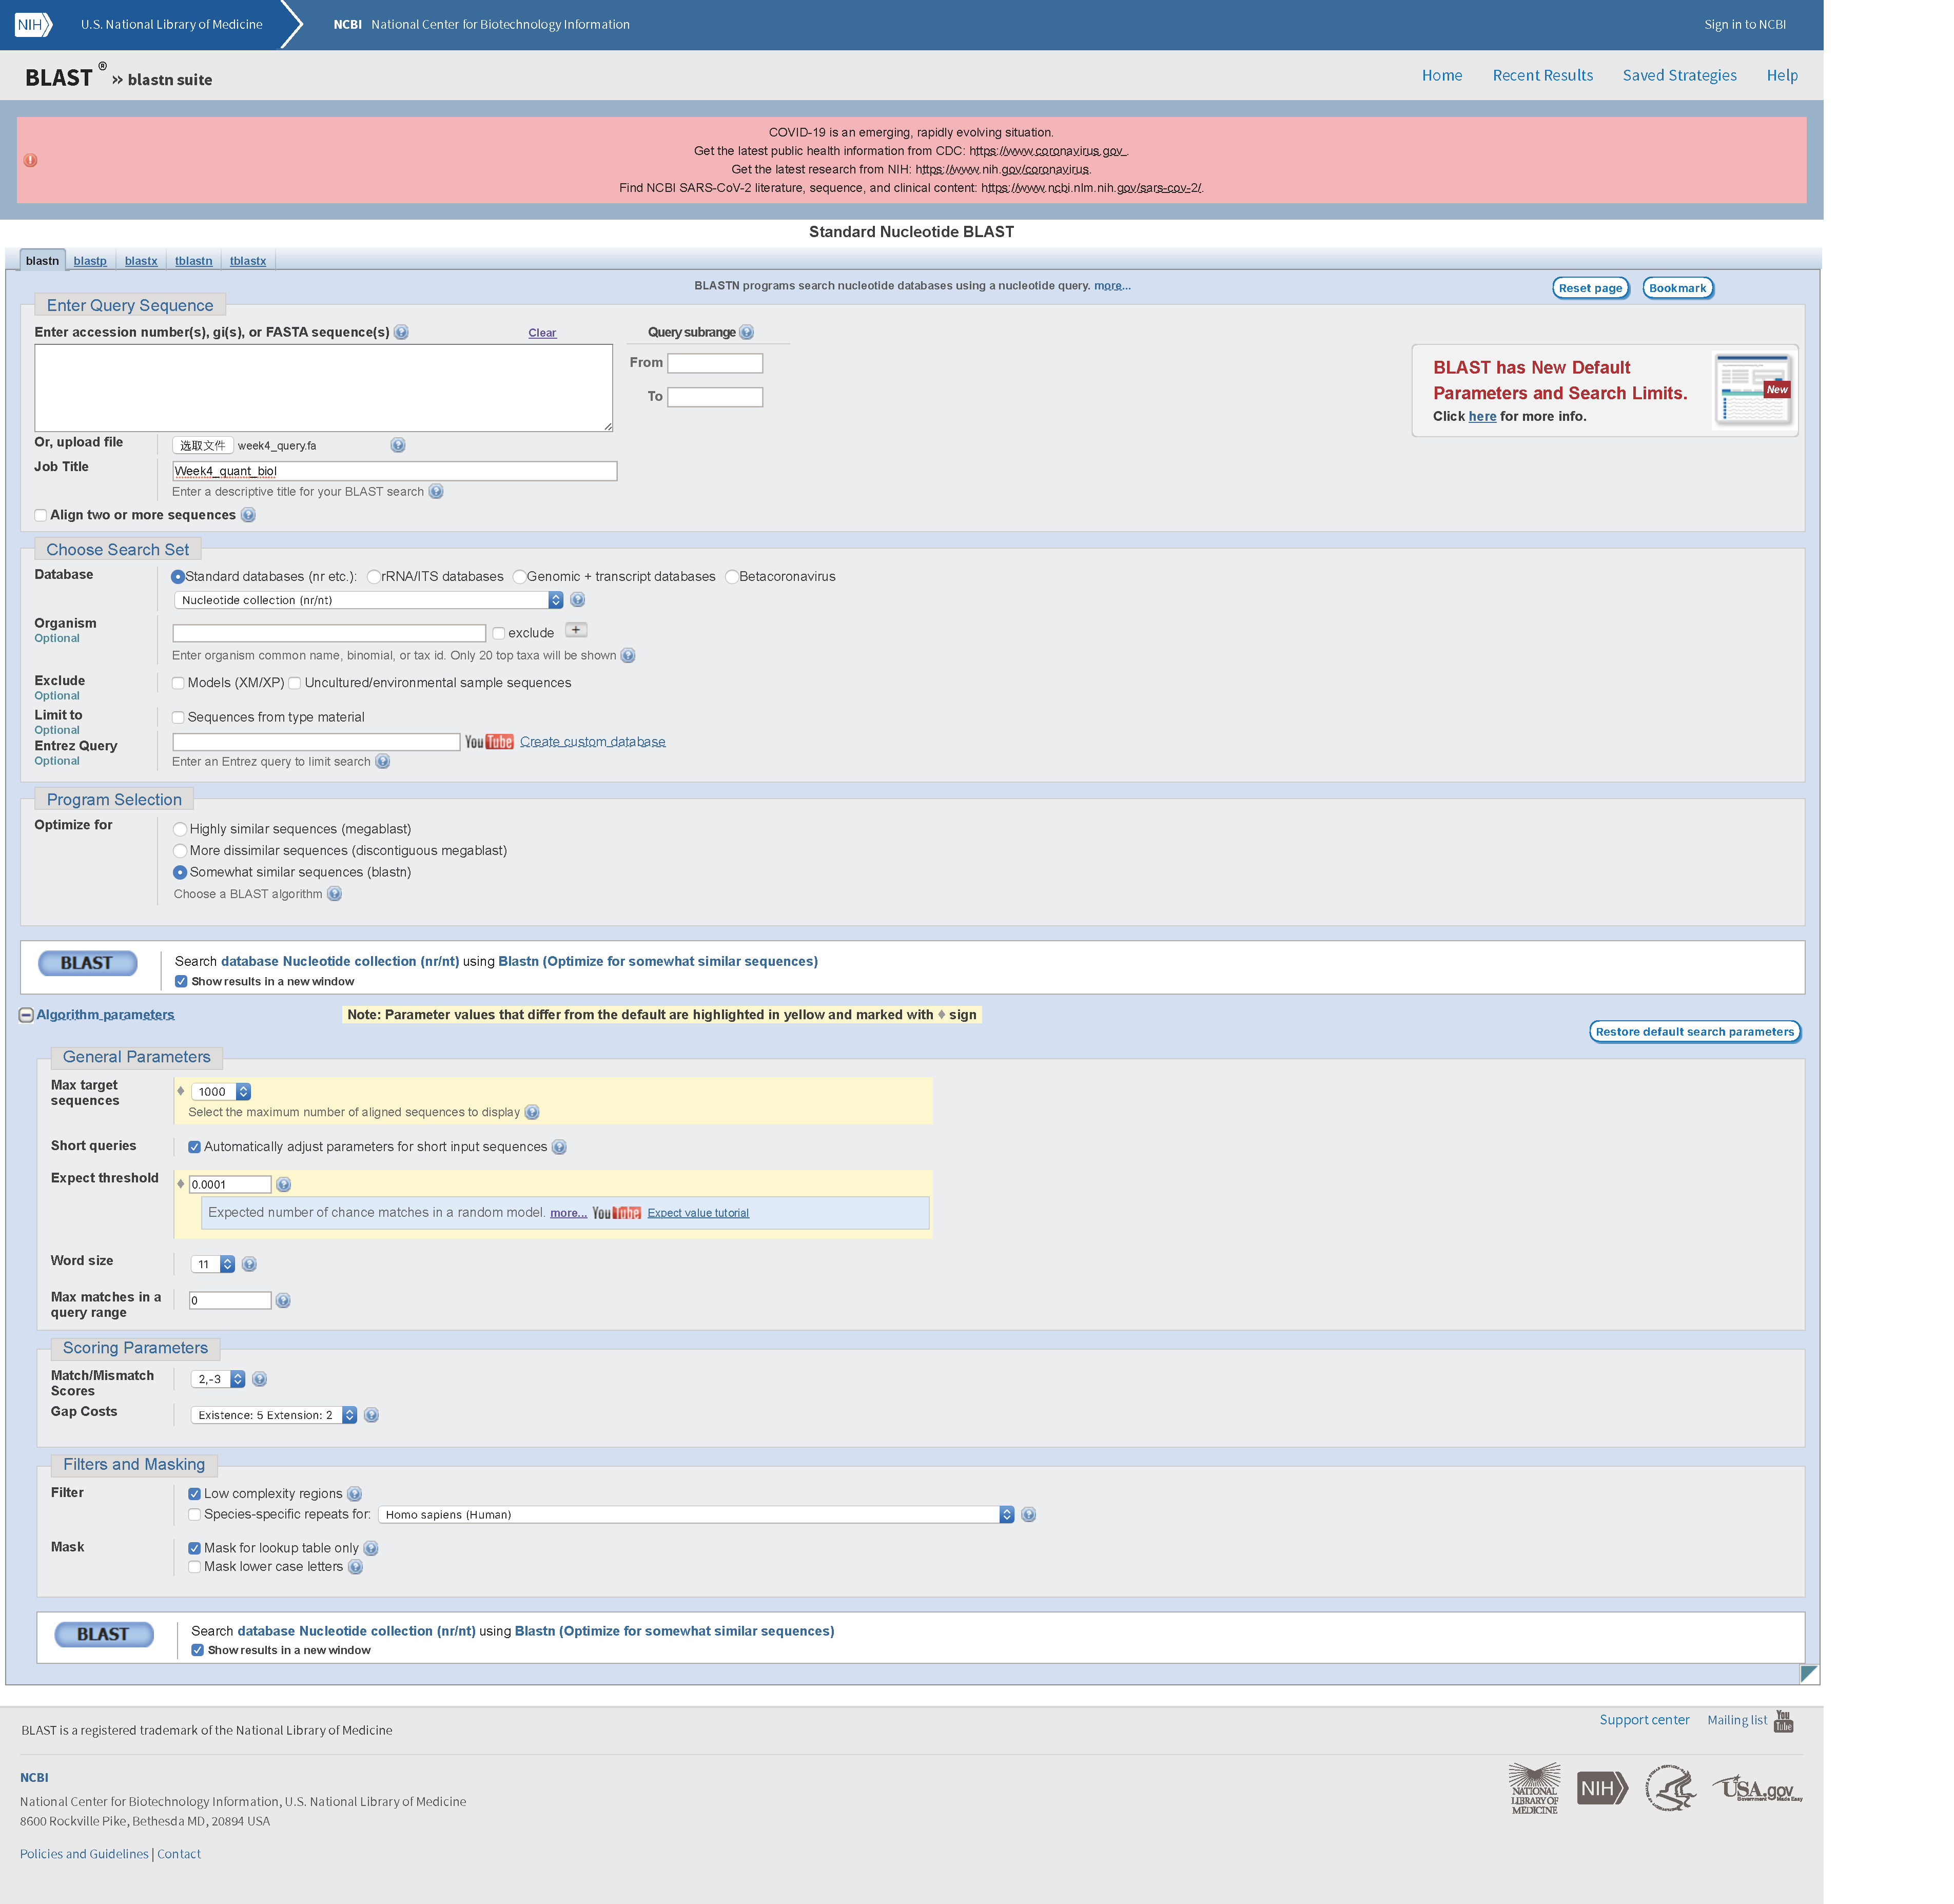 NIH U.S. National Library of Medicine NCBI National Center for Biotechnology Information Sign in to NCBI
BLAST ® » blastn suite Home Recent Results Saved Strategies Help
COVID-19 is an emerging, rapidly evolving situation.
Get the latest public health information from CDC: https://www.coronavirus.gov .
Get the latest research from NIH: https://www.nih.gov/coronavirus.
Find NCBI SARS-CoV-2 literature, sequence, and clinical content: https://www.ncbi.nlm.nih.gov/sars-cov-2/.
Standard Nucleotide BLAST
blastn blastp blastx tblastn tblastx
BLASTN programs search nucleotide databases using a nucleotide query. more... Reset page Bookmark
Enter Query Sequence
Enter accession number(s), gi(s), or FASTA sequence(s) Clear Query subrange
From
To
BLAST has New Default
Parameters and Search Limits.
Click here for more info.
New
Or, upload file 选取文件 week4_query.fa
Job Title Week4_quant_biol
Enter a descriptive title for your BLAST search
Align two or more sequences
Choose Search Set
Database Standard databases (nr etc.): rRNA/ITS databases Genomic + transcript databases Betacoronavirus
Nucleotide collection (nr/nt)
Organism
Optional
exclude +
Enter organism common name, binomial, or tax id. Only 20 top taxa will be shown
Exclude Models (XM/XP) Uncultured/environmental sample sequences
Optional
Limit to Sequences from type material
Optional
Entrez Query YouTube Create custom database
Optional Enter an Entrez query to limit search
Program Selection
Optimize for Highly similar sequences (megablast)
More dissimilar sequences (discontiguous megablast)
Somewhat similar sequences (blastn)
Choose a BLAST algorithm
BLAST Search database Nucleotide collection (nr/nt) using Blastn (Optimize for somewhat similar sequences)
Show results in a new window
Algorithm parameters Note: Parameter values that differ from the default are highlighted in yellow and marked with ♦ sign
Restore default search parameters
General Parameters
Max target
sequences
♦ 1000
Select the maximum number of aligned sequences to display
Short queries Automatically adjust parameters for short input sequences
Expect threshold ♦ 0.0001
Expected number of chance matches in a random model. more... YouTube Expect value tutorial
Word size 11
Max matches in a
query range
0
Scoring Parameters
Match/Mismatch
Scores
2,-3
Gap Costs Existence: 5 Extension: 2
Filters and Masking
Filter Low complexity regions
Species-specific repeats for: Homo sapiens (Human)
Mask Mask for lookup table only
Mask lower case letters
BLAST Search database Nucleotide collection (nr/nt) using Blastn (Optimize for somewhat similar sequences)
Show results in a new window
BLAST is a registered trademark of the National Library of Medicine Support center Mailing list You Tube
NCBI
National Center for Biotechnology Information, U.S. National Library of Medicine
8600 Rockville Pike, Bethesda MD, 20894 USA
Policies and Guidelines | Contact
NATIONAL
LIBRARY OF
MEDICINE
NIH
USA.gov
Government Made Easy